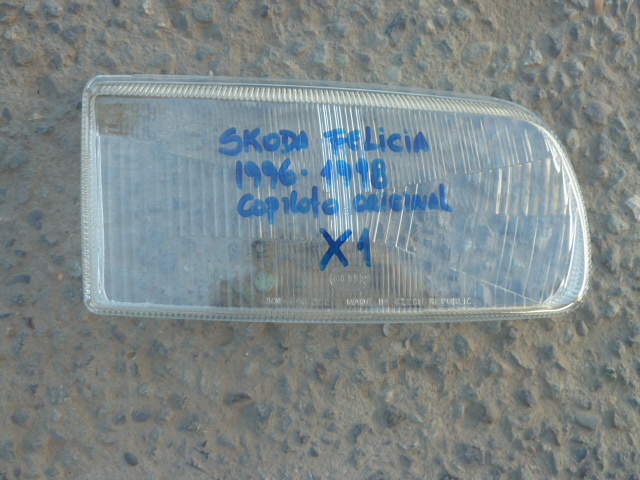 SKODA FELICIA
1996-1998
COPILOTO ORIGINAL
X1
MADE IN CZECH REPUBLIC